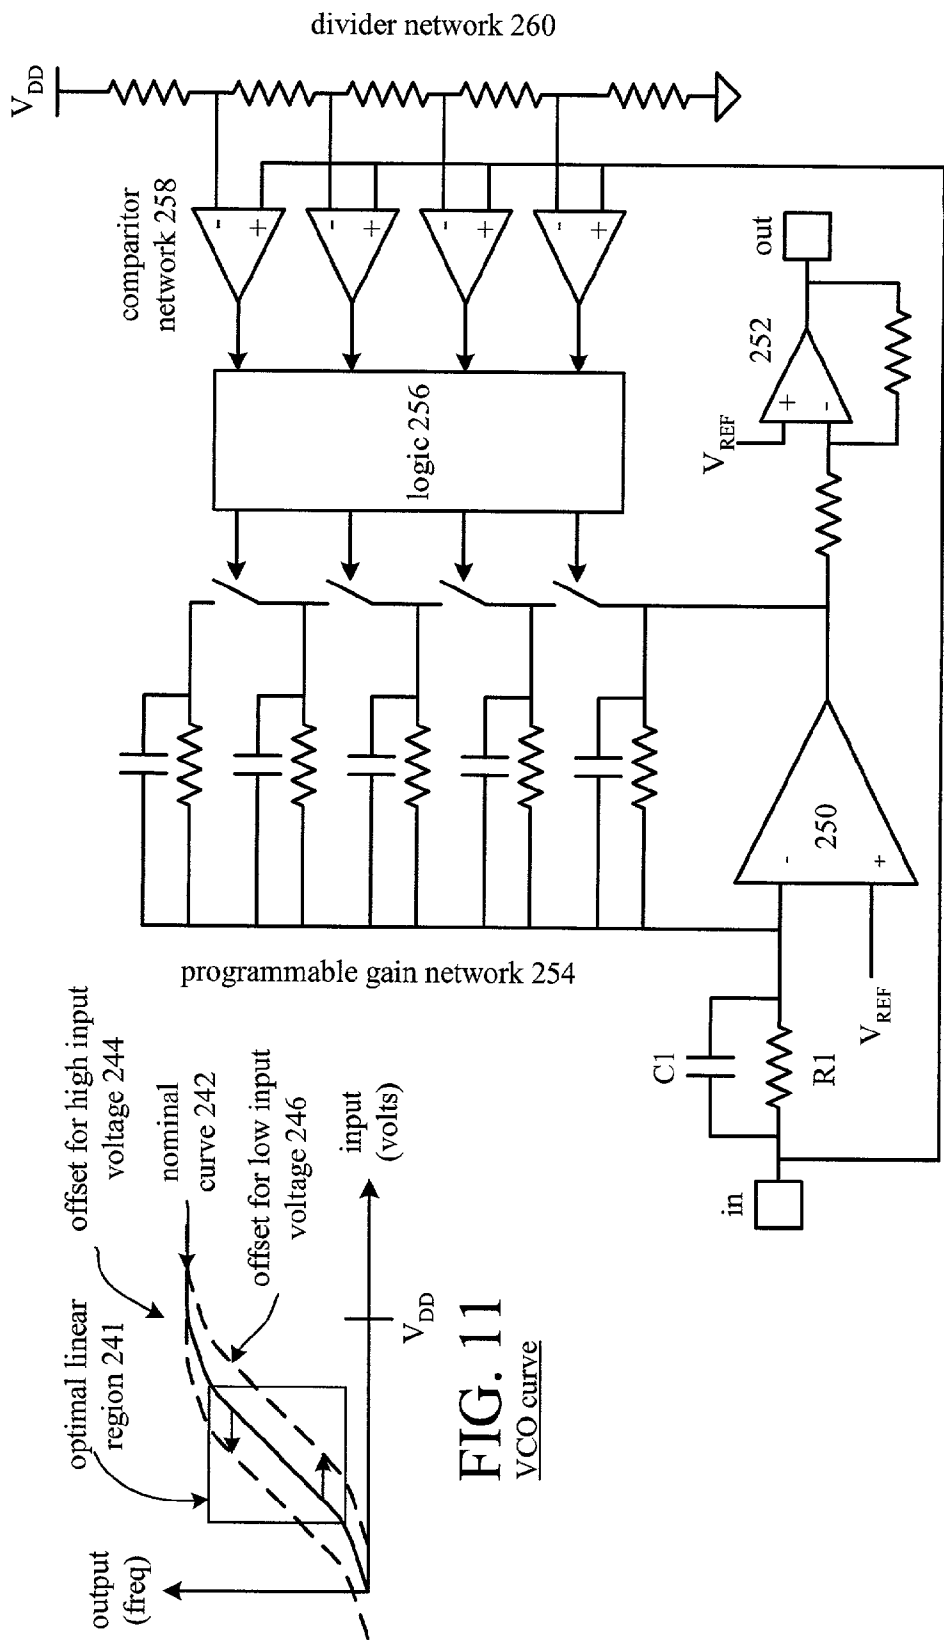 output
(freq)
optimal linear
region 241
offset for high input
voltage 244
nominal
curve 242
offset for low input
voltage 246
input
(volts)
V_DD
FIG. 11
VCO curve
programmable gain network 254
in
C1
R1
V_REF
-
+
250
logic 256
comparitor
network 258
-
+
-
+
-
+
-
+
V_DD
divider network 260
V_REF
252
+
-
out